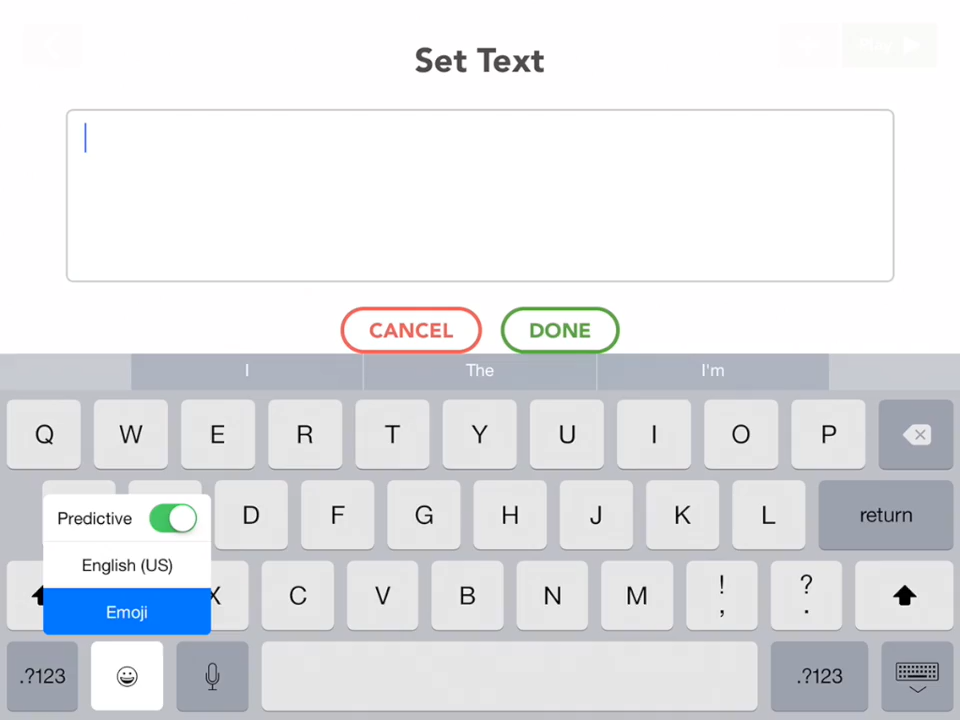 Set Text
CANCEL DONE
I The I'm
Q W E R T Y U I O P
Predictive D F G H J K L return
English (US)
X C V B N M ! , ? .
Emoji
.?123 .?123